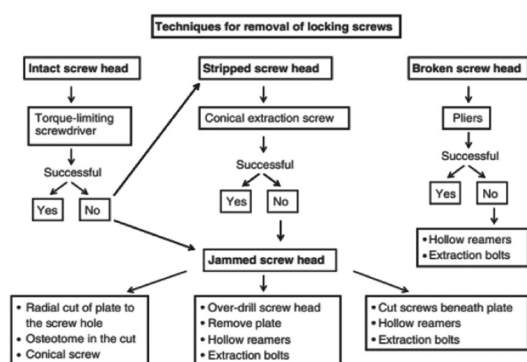 Techniques for removal of locking screws
Intact screw head
Stripped screw head
Broken screw head
Torque-limiting
screwdriver
Conical extraction screw
Pliers
Successful
Successful
Successful
Yes
No
Yes
No
Yes
No
• Hollow reamers
• Extraction bolts
Jammed screw head
• Radial cut of plate to
the screw hole
• Osteotome in the cut
• Conical screw
• Over-drill screw head
• Remove plate
• Hollow reamers
• Extraction bolts
• Cut screws beneath plate
• Hollow reamers
• Extraction bolts